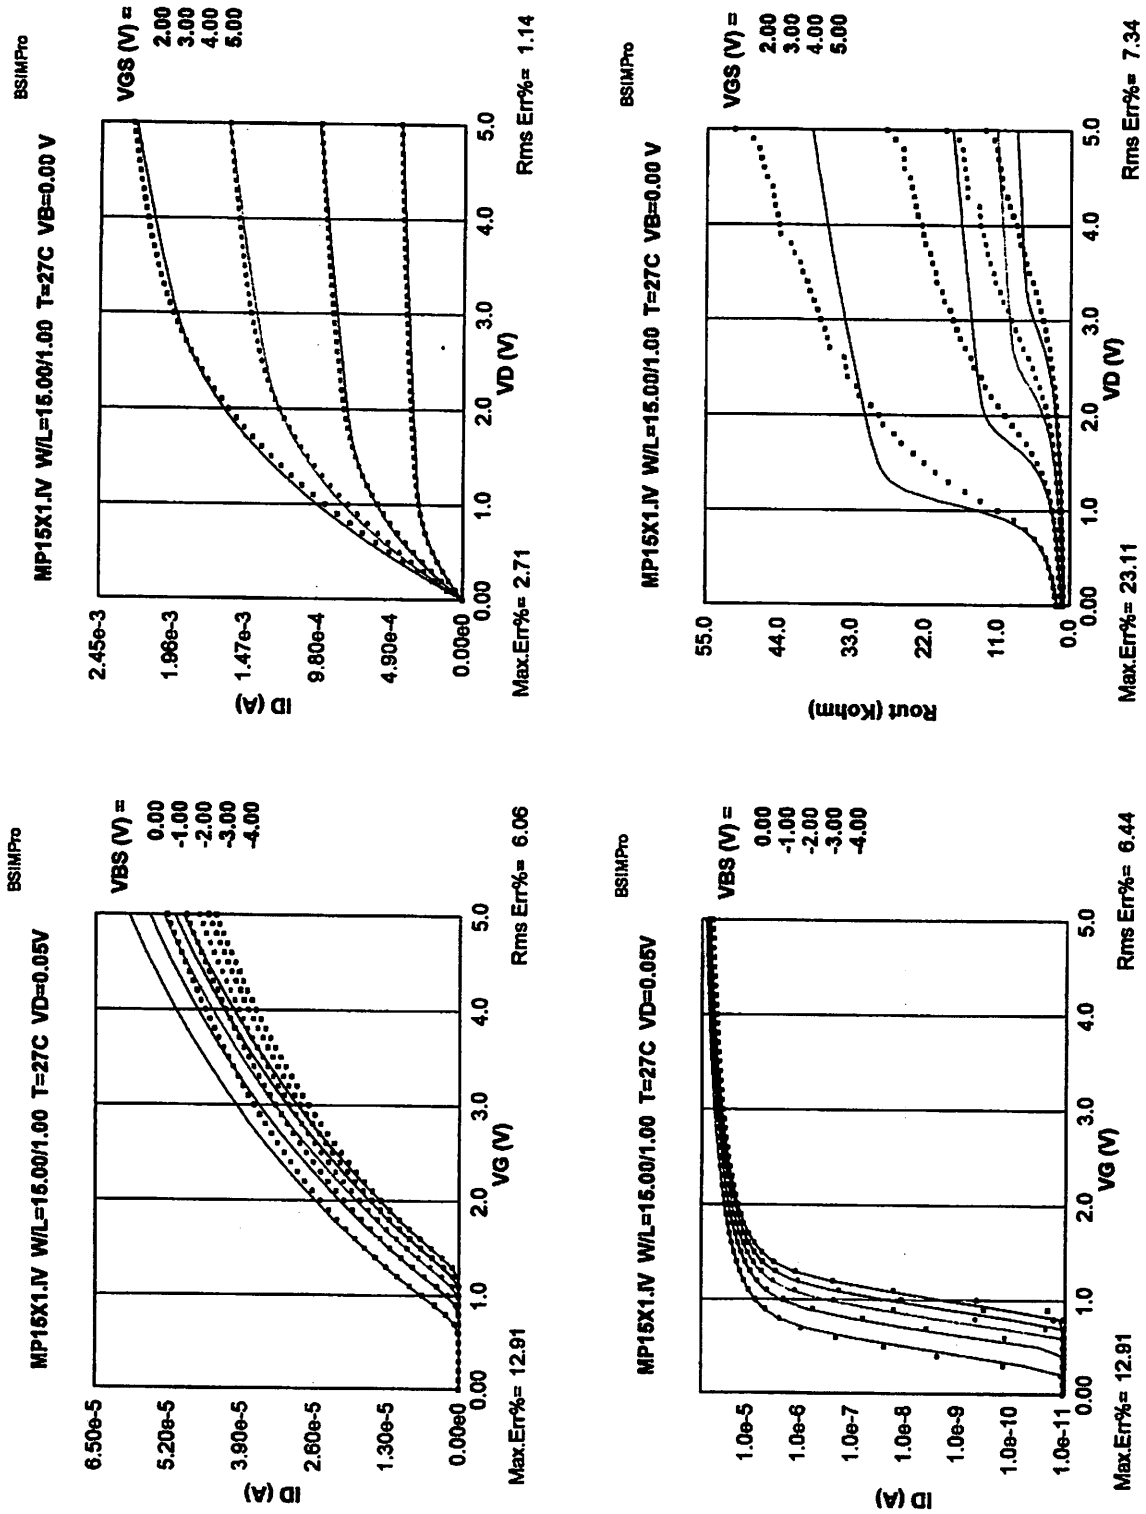 BSIMPro
MP15X1.IV W/L=15.00/1.00 T=27C VD=0.05V
VBS (V) =
0.00
-1.00
-2.00
-3.00
-4.00
6.50e-5
5.20e-5
3.90e-5
2.60e-5
1.30e-5
0.00e0
ID (A)
0.00 1.0 2.0 3.0 4.0 5.0
VG (V)
Max.Err%= 12.91 Rms Err%= 6.06
BSIMPro
MP15X1.IV W/L=15.00/1.00 T=27C VB=0.00 V
VGS (V) =
2.00
3.00
4.00
5.00
2.45e-3
1.96e-3
1.47e-3
9.80e-4
4.90e-4
0.00e0
ID (A)
0.00 1.0 2.0 3.0 4.0 5.0
VD (V)
Max.Err%= 2.71 Rms Err%= 1.14
BSIMPro
MP15X1.IV W/L=15.00/1.00 T=27C VD=0.05V
VBS (V) =
0.00
-1.00
-2.00
-3.00
-4.00
1.0e-5
1.0e-6
1.0e-7
1.0e-8
1.0e-9
1.0e-10
1.0e-11
ID (A)
0.00 1.0 2.0 3.0 4.0 5.0
VG (V)
Max.Err%= 12.91 Rms Err%= 6.44
BSIMPro
MP15X1.IV W/L=15.00/1.00 T=27C VB=0.00 V
VGS (V) =
2.00
3.00
4.00
5.00
55.0
44.0
33.0
22.0
11.0
0.0
Rout (Kohm)
0.00 1.0 2.0 3.0 4.0 5.0
VD (V)
Max.Err%= 23.11 Rms Err%= 7.34